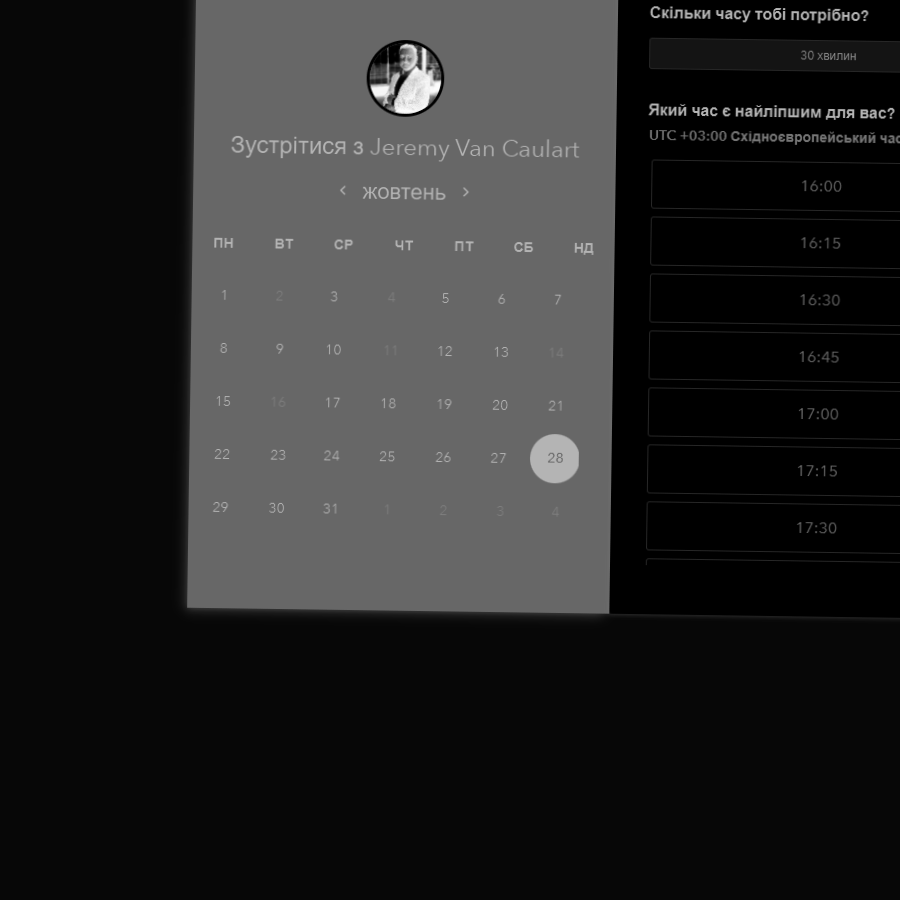 Зустрітися з Jeremy Van Caulart
‹ жовтень ›
ПН ВТ СР ЧТ ПТ СБ НД
1 2 3 4 5 6 7
8 9 10 11 12 13 14
15 16 17 18 19 20 21
22 23 24 25 26 27 28
29 30 31 1 2 3 4
Скільки часу тобі потрібно?
30 хвилин
Який час є найліпшим для вас?
UTC +03:00 Східноєвропейський час
16:00
16:15
16:30
16:45
17:00
17:15
17:30